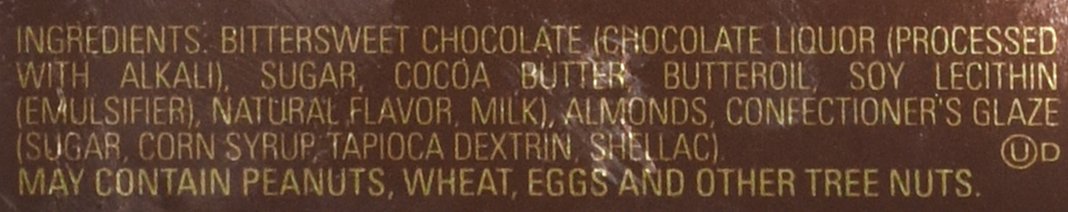 INGREDIENTS: BITTERSWEET CHOCOLATE (CHOCOLATE LIQUOR (PROCESSED
WITH ALKALI), SUGAR, COCOA BUTTER, BUTTEROIL, SOY LECITHIN
(EMULSIFIER), NATURAL FLAVOR, MILK), ALMONDS, CONFECTIONER'S GLAZE
(SUGAR, CORN SYRUP, TAPIOCA DEXTRIN, SHELLAC).
U D
MAY CONTAIN PEANUTS, WHEAT, EGGS AND OTHER TREE NUTS.